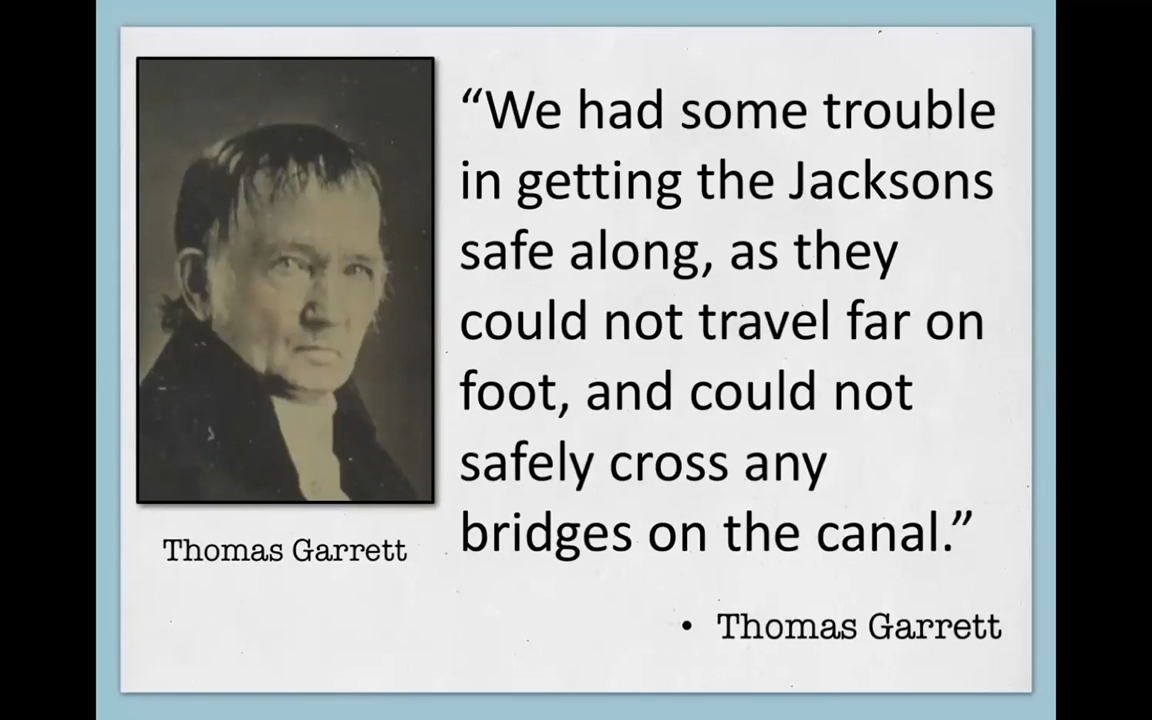 “We had some trouble
in getting the Jacksons
safe along, as they
could not travel far on
foot, and could not
safely cross any
bridges on the canal.”
• Thomas Garrett
Thomas Garrett